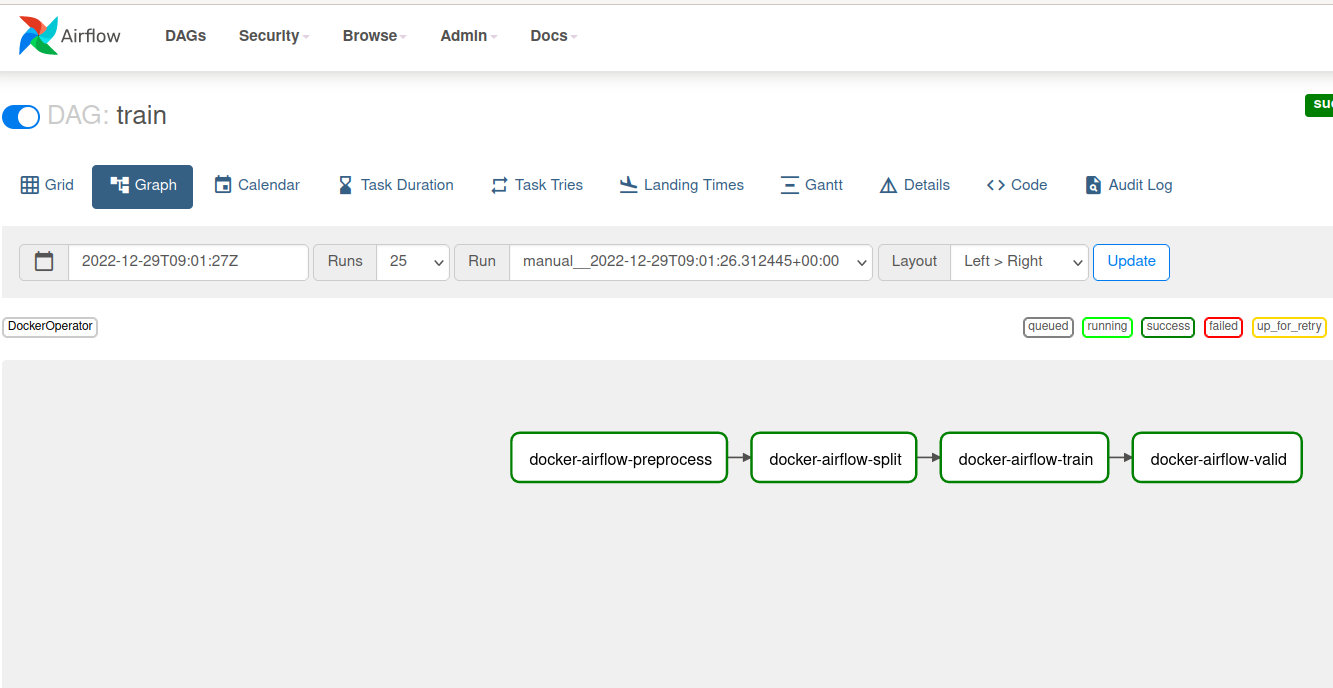 Airflow DAGs Security Browse Admin Docs
DAG: train
Grid Graph Calendar Task Duration Task Tries Landing Times Gantt Details Code Audit Log
2022-12-29T09:01:27Z Runs 25 Run manual__2022-12-29T09:01:26.312445+00:00 Layout Left > Right Update
DockerOperator queued running success failed up_for_retry
docker-airflow-preprocess docker-airflow-split docker-airflow-train docker-airflow-valid